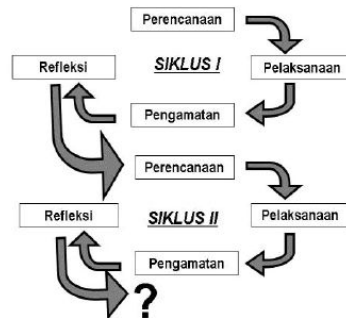 Perencanaan
Refleksi
SIKLUS I
Pelaksanaan
Pengamatan
Perencanaan
Refleksi
SIKLUS II
Pelaksanaan
Pengamatan
?